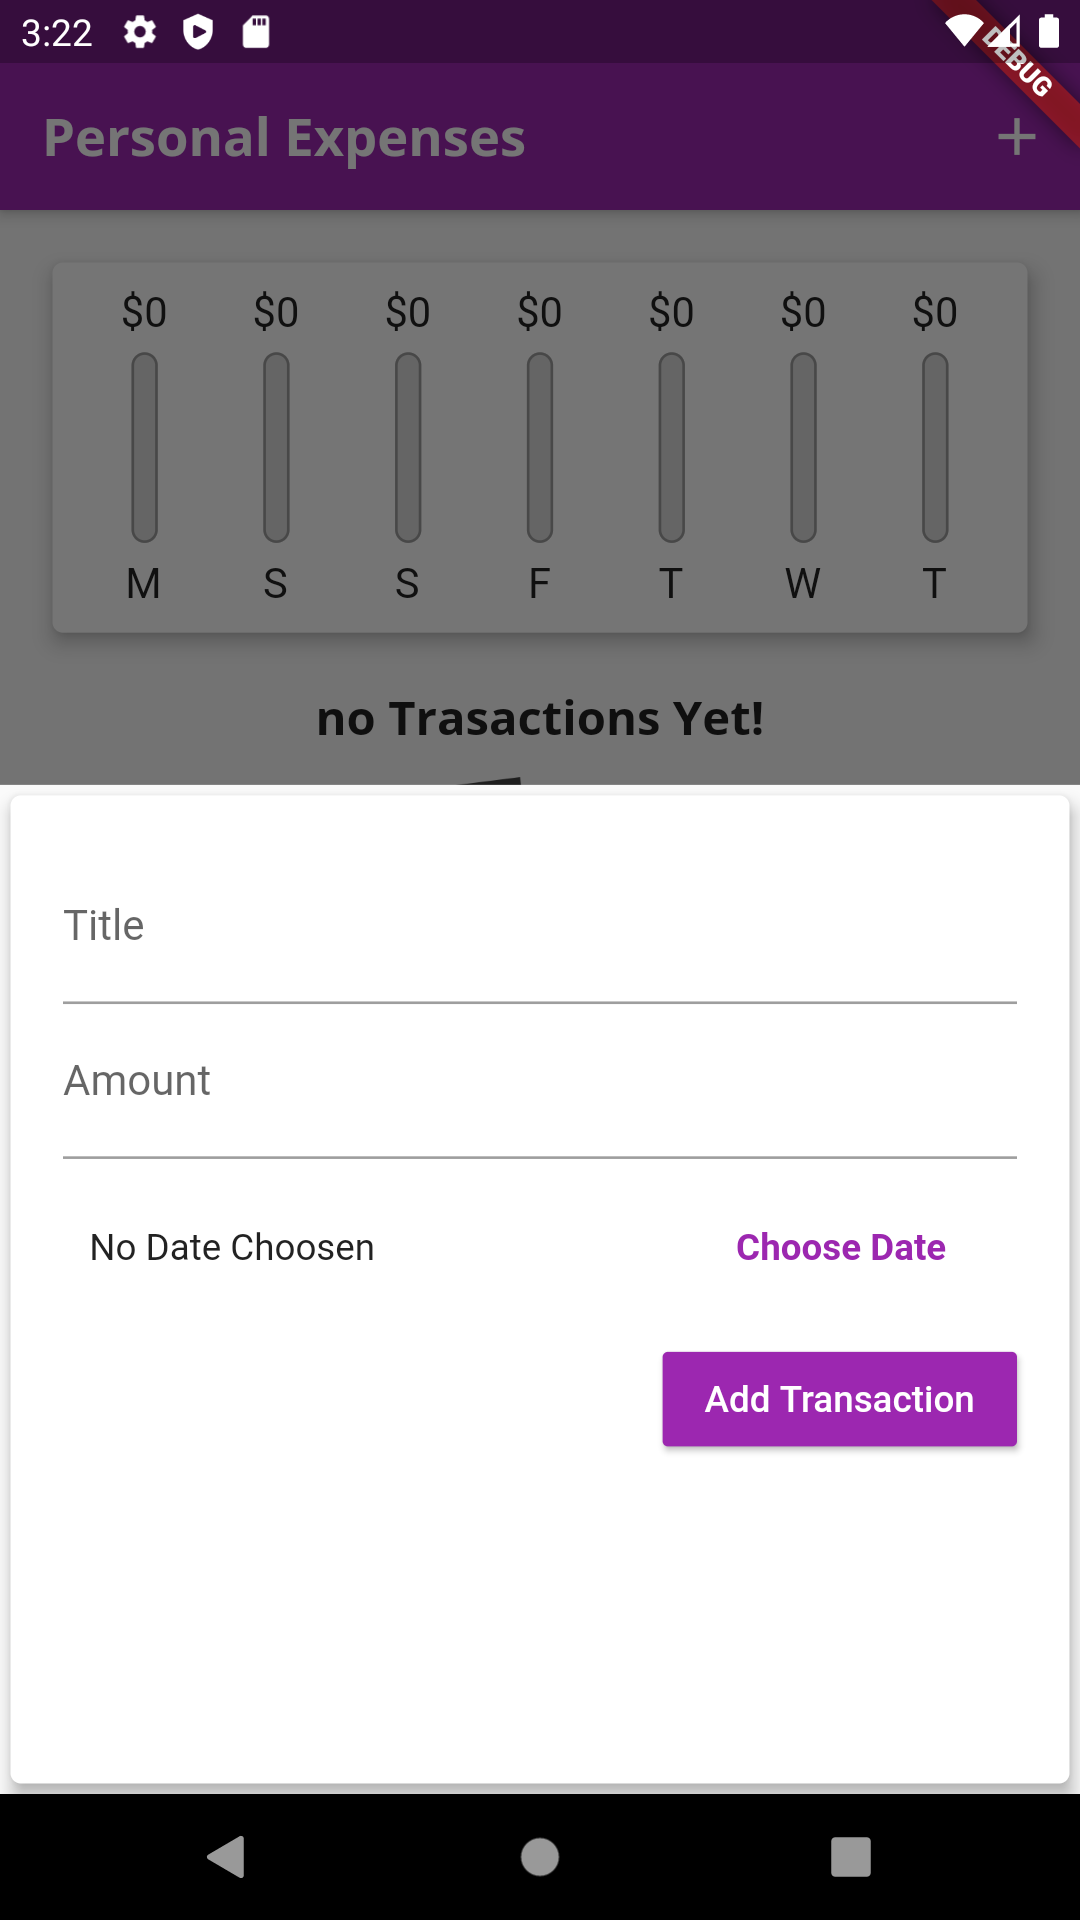 3:22
DEBUG
Personal Expenses
$0 $0 $0 $0 $0 $0 $0
M S S F T W T
no Trasactions Yet!
Title
Amount
No Date Choosen Choose Date
Add Transaction